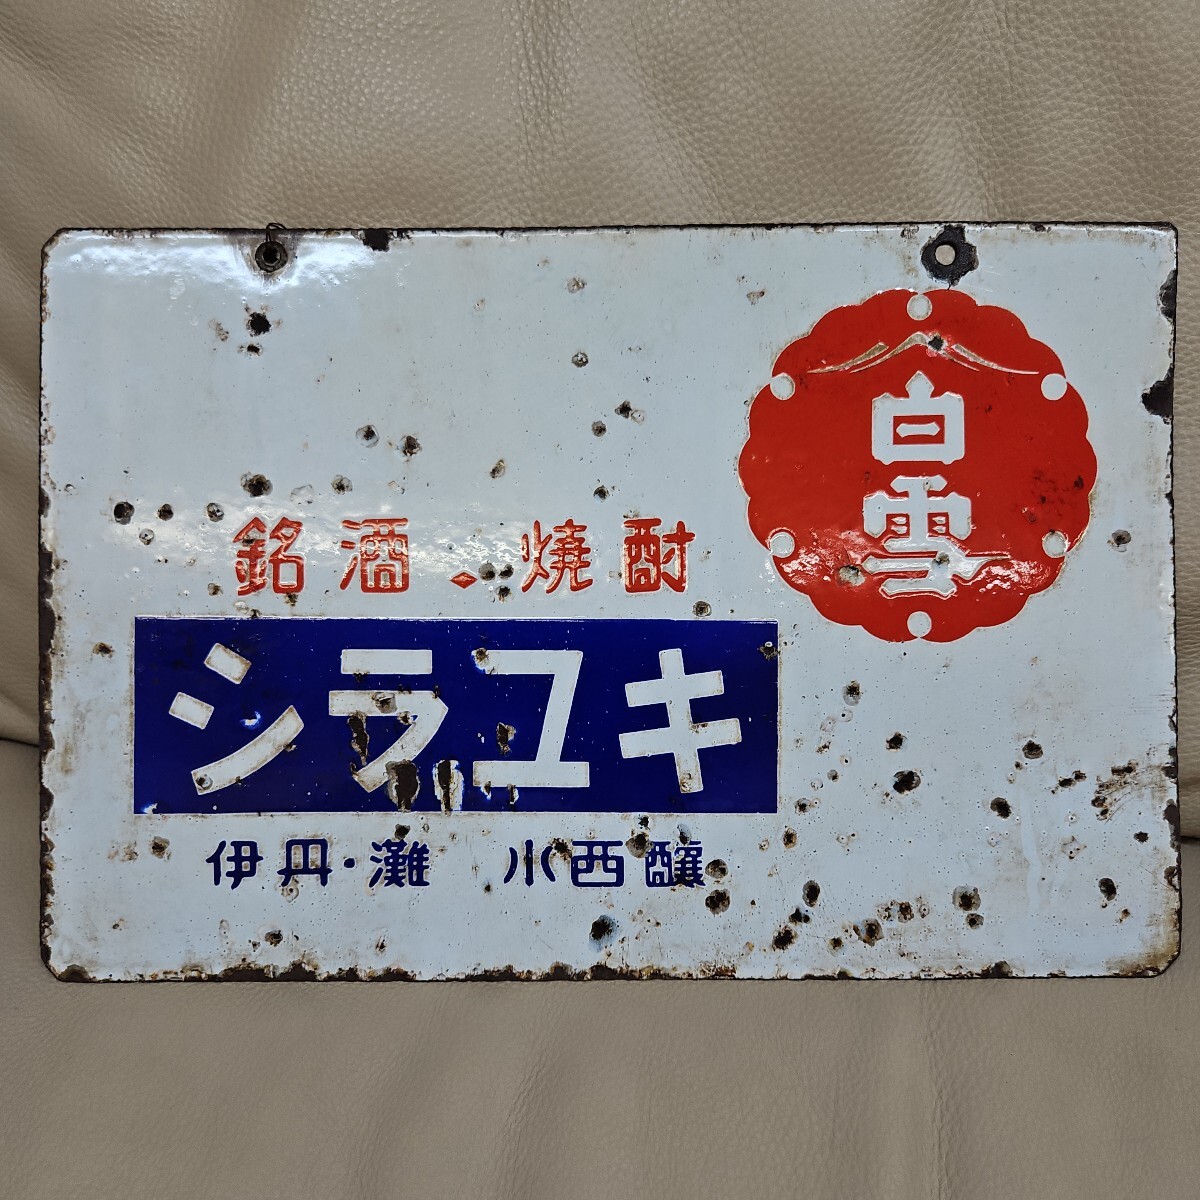 白雪
銘酒・焼酎
シラユキ
伊丹・灘 小西醸